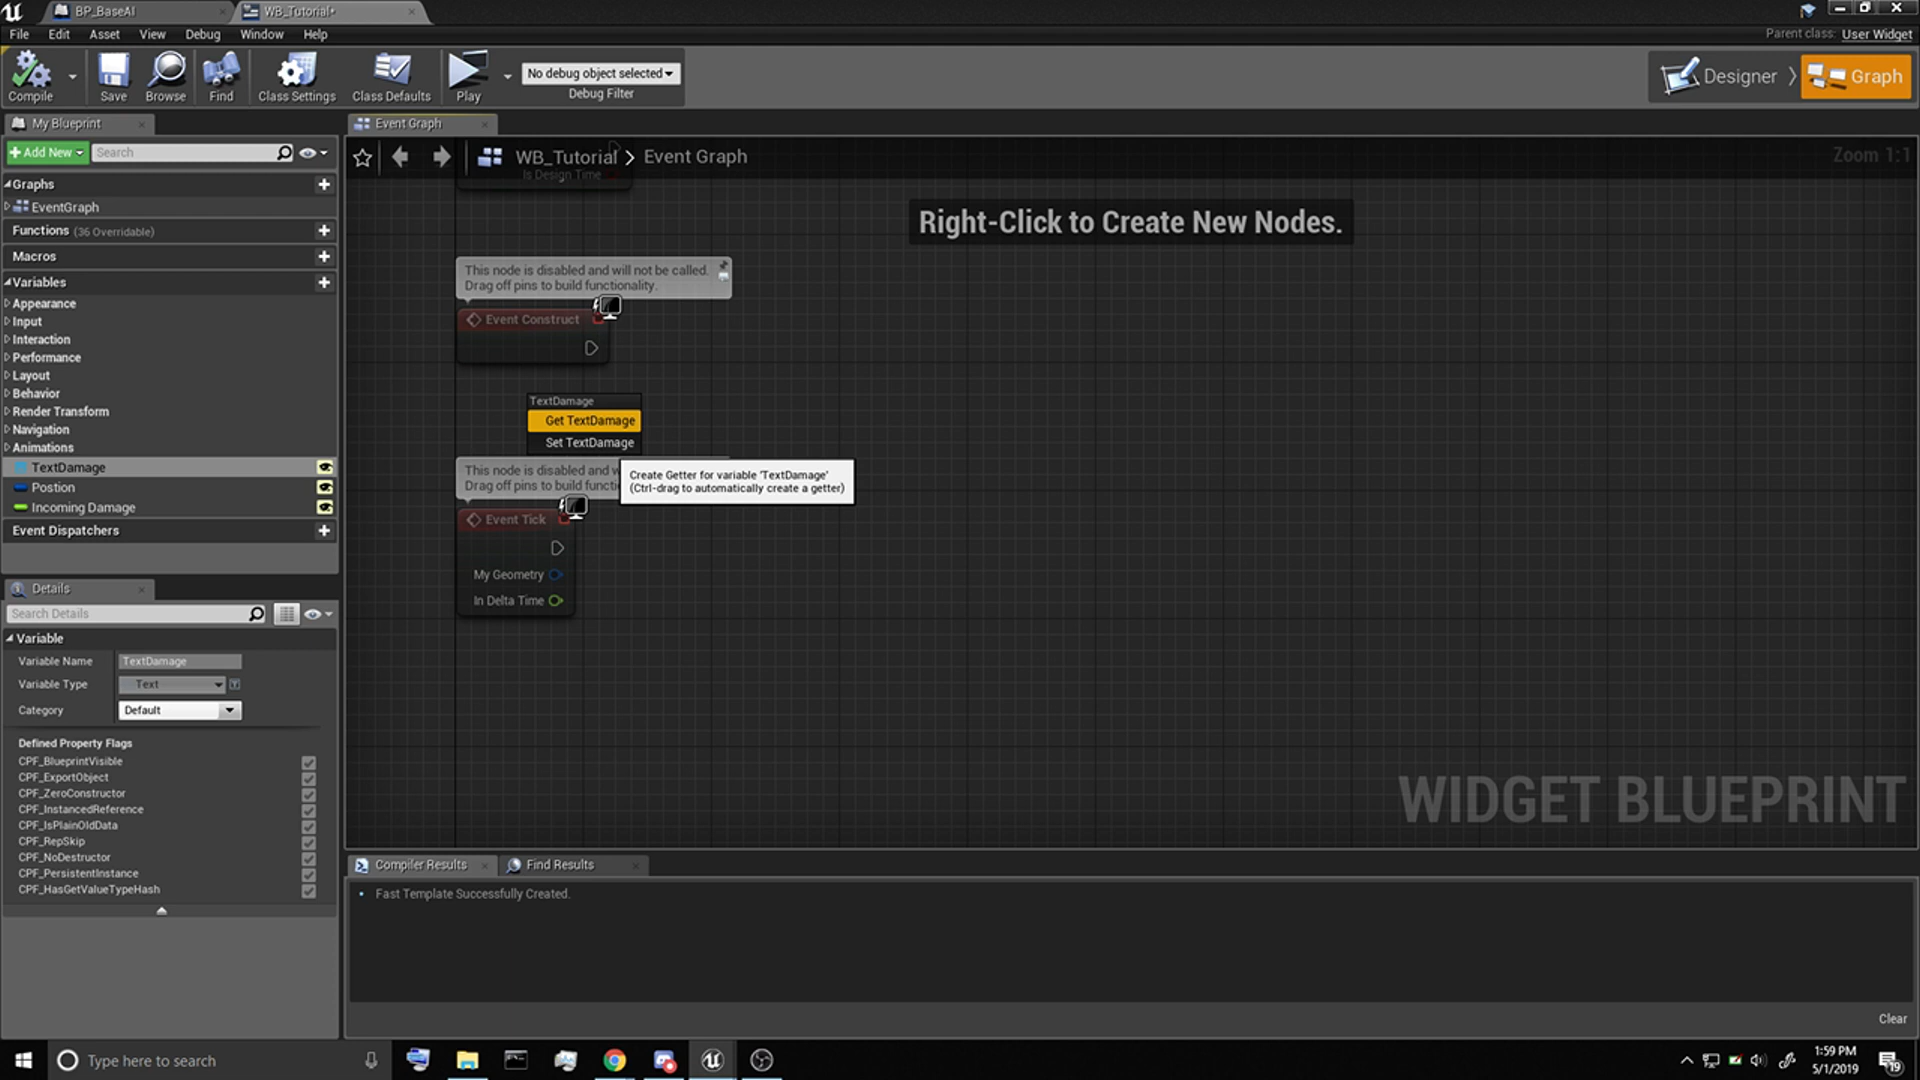 BP_BaseAI
WB_Tutorial*
File Edit Asset View Debug Window Help
Parent class: User Widget
Compile
Save
Browse
Find
Class Settings
Class Defaults
Play
No debug object selected
Debug Filter
Designer
Graph
My Blueprint
Add New
Search
Graphs
EventGraph
Functions (36 Overridable)
Macros
Variables
Appearance
Input
Interaction
Performance
Layout
Behavior
Render Transform
Navigation
Animations
TextDamage
Postion
Incoming Damage
Event Dispatchers
Details
Search Details
Variable
Variable Name TextDamage
Variable Type Text
Category Default
Defined Property Flags
CPF_BlueprintVisible
CPF_ExportObject
CPF_ZeroConstructor
CPF_InstancedReference
CPF_IsPlainOldData
CPF_RepSkip
CPF_NoDestructor
CPF_PersistentInstance
CPF_HasGetValueTypeHash
Event Graph
WB_Tutorial > Event Graph
Zoom 1:1
Is Design Time
Right-Click to Create New Nodes.
This node is disabled and will not be called.
Drag off pins to build functionality.
Event Construct
TextDamage
Get TextDamage
Set TextDamage
This node is disabled and w
Drag off pins to build functi
Create Getter for variable 'TextDamage'
(Ctrl-drag to automatically create a getter)
Event Tick
My Geometry
In Delta Time
WIDGET BLUEPRINT
Compiler Results
Find Results
Fast Template Successfully Created.
Clear
Type here to search
1:59 PM
5/1/2019
19